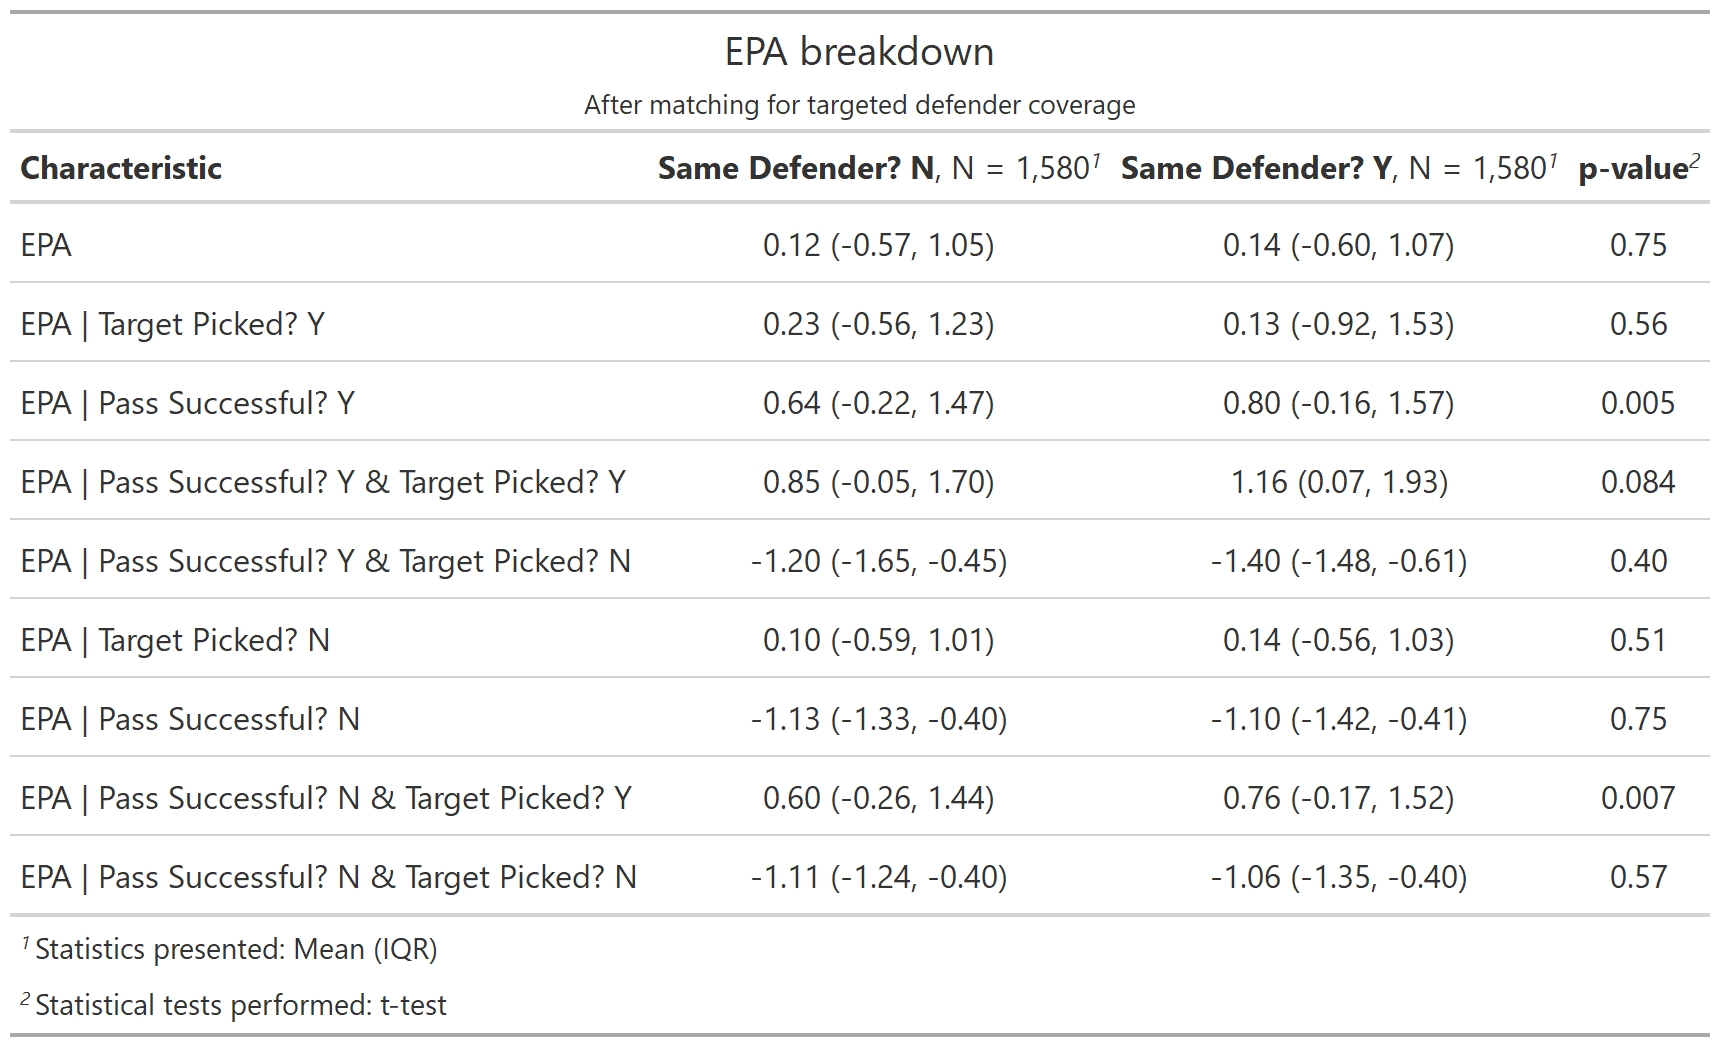 EPA breakdown
After matching for targeted defender coverage
Characteristic Same Defender? N, N = 1,580¹ Same Defender? Y, N = 1,580¹ p-value²
EPA 0.12 (-0.57, 1.05) 0.14 (-0.60, 1.07) 0.75
EPA | Target Picked? Y 0.23 (-0.56, 1.23) 0.13 (-0.92, 1.53) 0.56
EPA | Pass Successful? Y 0.64 (-0.22, 1.47) 0.80 (-0.16, 1.57) 0.005
EPA | Pass Successful? Y & Target Picked? Y 0.85 (-0.05, 1.70) 1.16 (0.07, 1.93) 0.084
EPA | Pass Successful? Y & Target Picked? N -1.20 (-1.65, -0.45) -1.40 (-1.48, -0.61) 0.40
EPA | Target Picked? N 0.10 (-0.59, 1.01) 0.14 (-0.56, 1.03) 0.51
EPA | Pass Successful? N -1.13 (-1.33, -0.40) -1.10 (-1.42, -0.41) 0.75
EPA | Pass Successful? N & Target Picked? Y 0.60 (-0.26, 1.44) 0.76 (-0.17, 1.52) 0.007
EPA | Pass Successful? N & Target Picked? N -1.11 (-1.24, -0.40) -1.06 (-1.35, -0.40) 0.57
¹ Statistics presented: Mean (IQR)
² Statistical tests performed: t-test